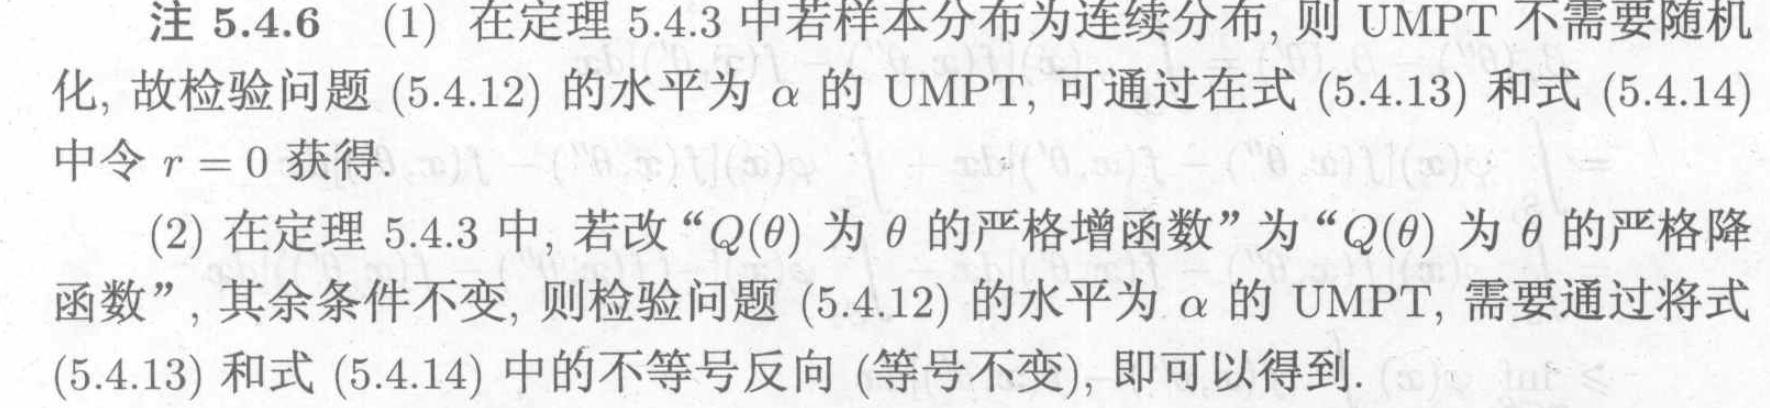 注 5.4.6 (1) 在定理 5.4.3 中若样本分布为连续分布, 则 UMPT 不需要随机
化, 故检验问题 (5.4.12) 的水平为 α 的 UMPT, 可通过在式 (5.4.13) 和式 (5.4.14)
中令 r = 0 获得.
(2) 在定理 5.4.3 中, 若改“Q(θ) 为 θ 的严格增函数”为“Q(θ) 为 θ 的严格降
函数”, 其余条件不变, 则检验问题 (5.4.12) 的水平为 α 的 UMPT, 需要通过将式
(5.4.13) 和式 (5.4.14) 中的不等号反向 (等号不变), 即可以得到.